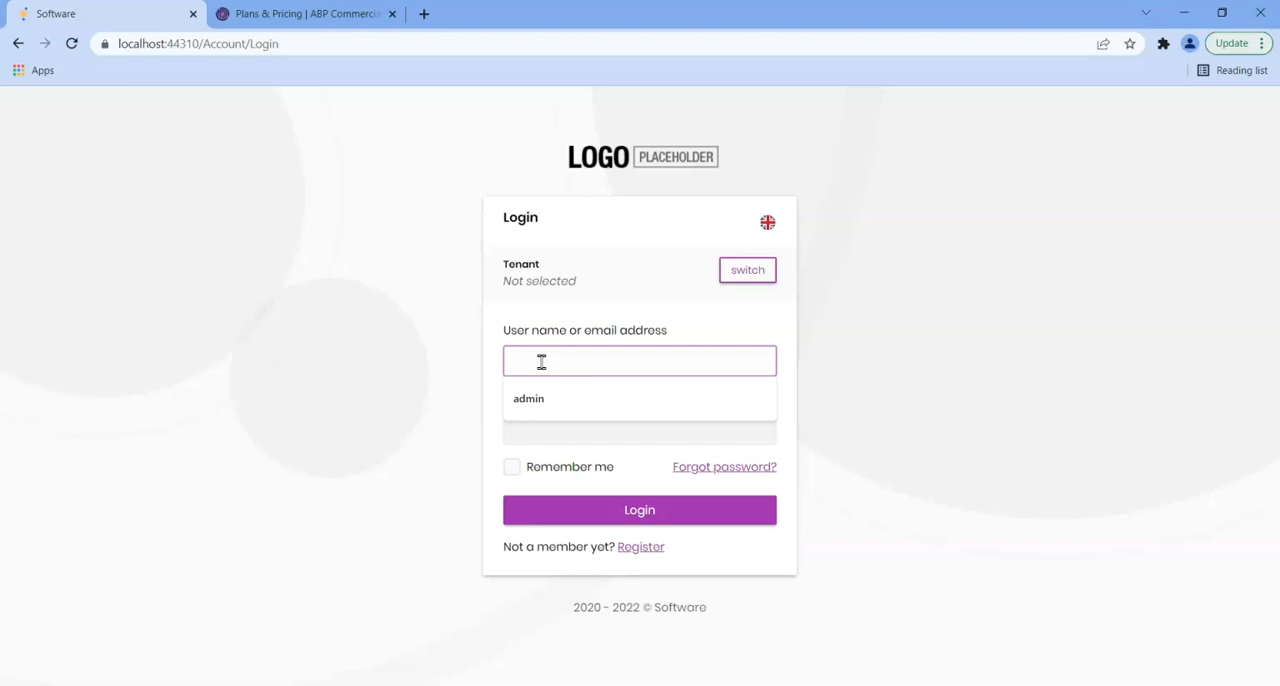 Software
Plans & Pricing | ABP Commercia
localhost:44310/Account/Login
Update
Apps
Reading list
LOGO PLACEHOLDER
Login
Tenant
Not selected
switch
User name or email address
admin
Remember me
Forgot password?
Login
Not a member yet? Register
2020 - 2022 © Software